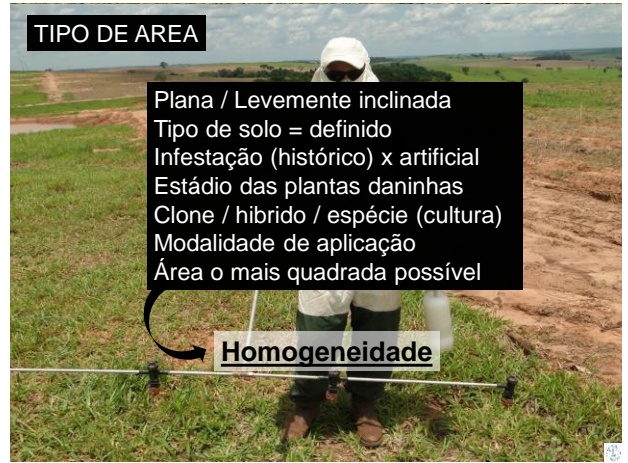 TIPO DE AREA
Plana / Levemente inclinada
Tipo de solo = definido
Infestação (histórico) x artificial
Estádio das plantas daninhas
Clone / hibrido / espécie (cultura)
Modalidade de aplicação
Área o mais quadrada possível
Homogeneidade